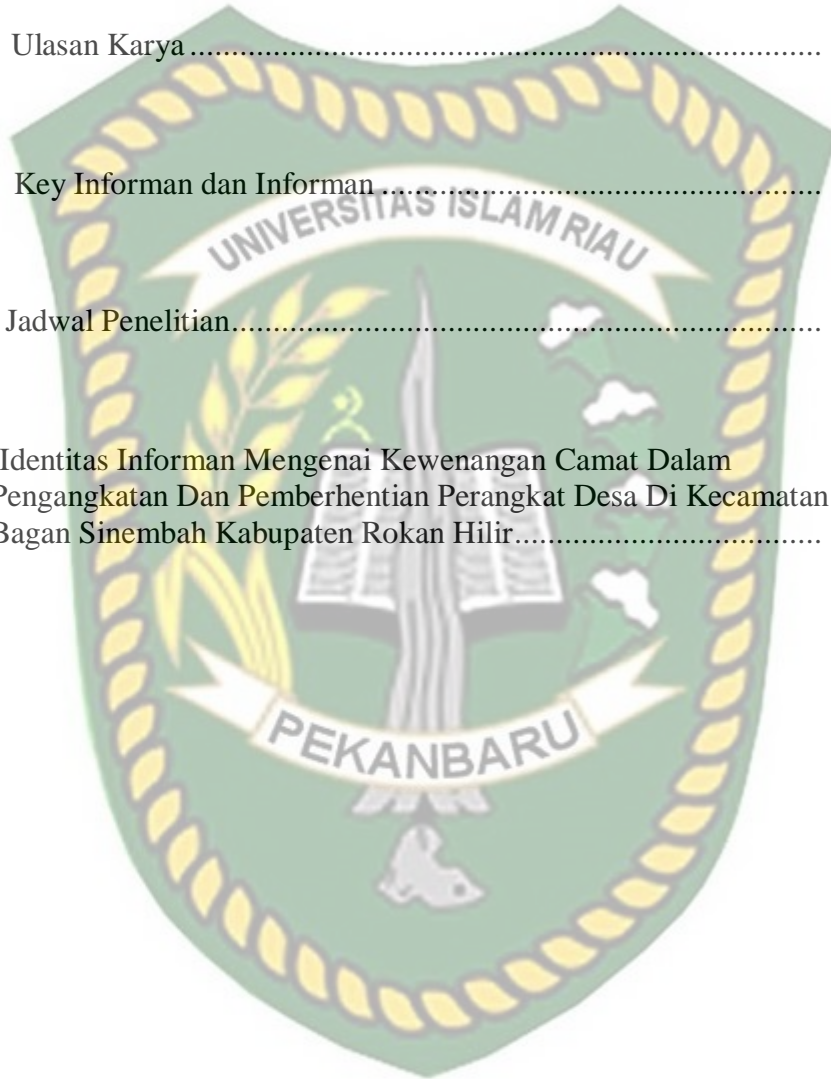 Ulasan Karya............................................................................
Key Informan dan Informan.....................................................
UNIVERSITAS ISLAM RIAU
Jadwal Penelitian.......................................................................
Identitas Informan Mengenai Kewenangan Camat Dalam
Pengangkatan Dan Pemberhentian Perangkat Desa Di Kecamatan
Bagan Sinembah Kabupaten Rokan Hilir.....................................
PEKANBARU